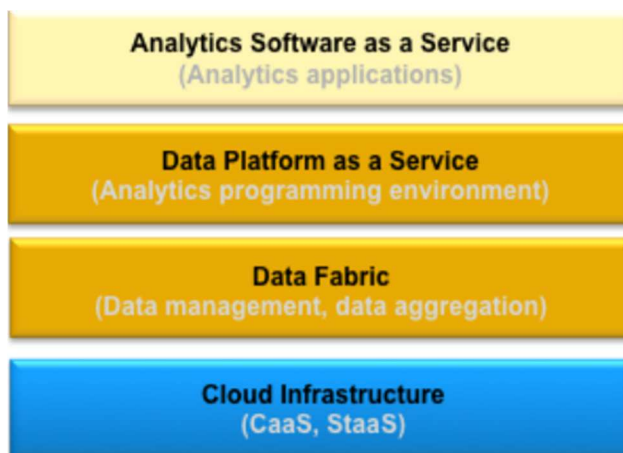 Analytics Software as a Service
(Analytics applications)
Data Platform as a Service
(Analytics programming environment)
Data Fabric
(Data management, data aggregation)
Cloud Infrastructure
(CaaS, StaaS)